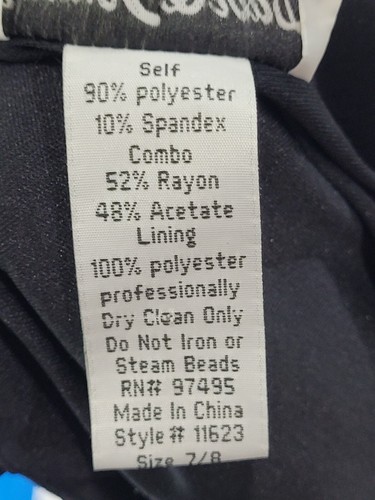 Self
90% polyester
10% Spandex
Combo
52% Rayon
48% Acetate
Lining
100% polyester
professionally
Dry Clean Only
Do Not Iron or
Steam Beads
RN# 97495
Made In China
Style # 11623
Size 7/8